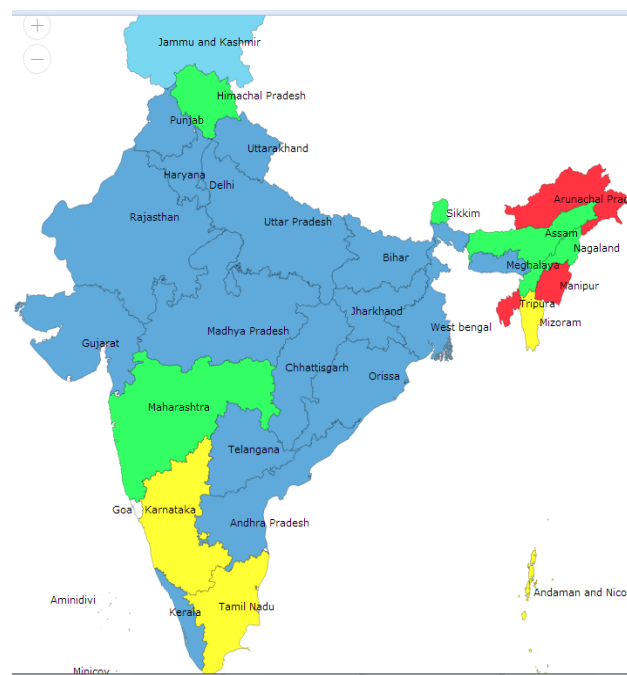 Jammu and Kashmir
Himachal Pradesh
Punjab
Uttarakhand
Haryana
Delhi
Arunachal Prad
Rajasthan
Uttar Pradesh
Sikkim
Assam
Nagaland
Bihar
Meghalaya
Manipur
Jharkhand
Tripura
West bengal
Mizoram
Madhya Pradesh
Gujarat
Chhattisgarh
Orissa
Maharashtra
Telangana
Goa
Karnataka
Andhra Pradesh
Andaman and Nico
Aminidivi
Kerala
Tamil Nadu
Minicoy